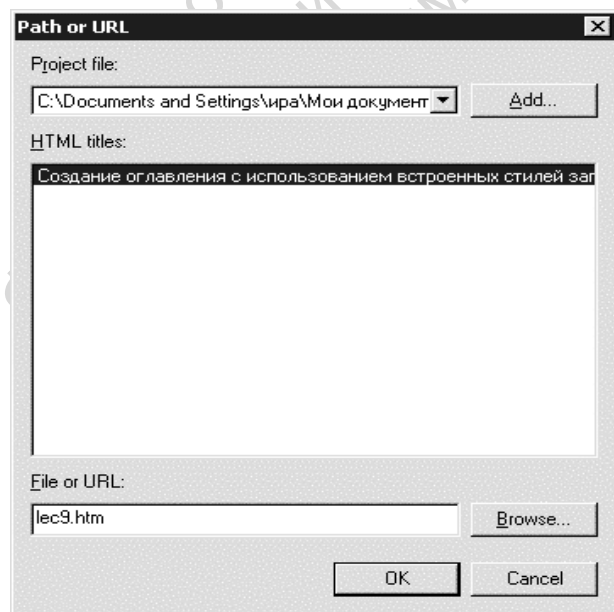 Path or URL
Project file:
C:\Documents and Settings\ира\Мои документ
Add...
HTML titles:
Создание оглавления с использованием встроенных стилей заг
File or URL:
lec9.htm
Browse...
OK
Cancel